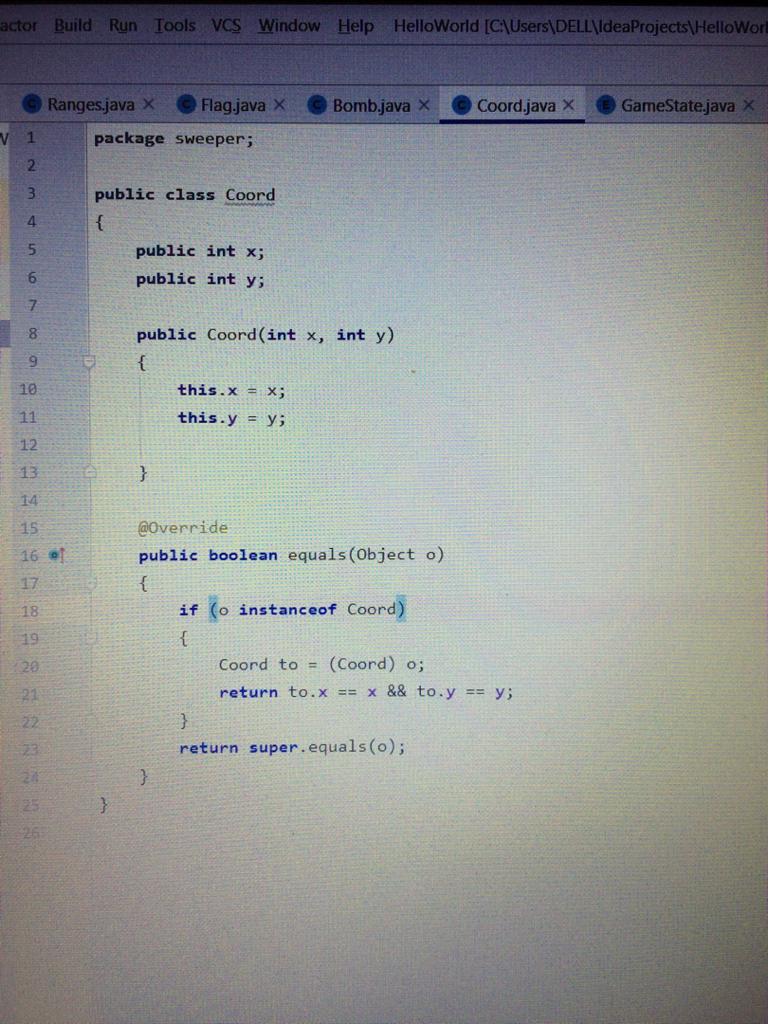 actor Build Run Tools VCS Window Help HelloWorld [C:\Users\DELL\IdeaProjects\HelloWorl
Ranges.java × Flag.java × Bomb.java × Coord.java × GameState.java ×
1 package sweeper;
2
3 public class Coord
4 {
5 public int x;
6 public int y;
7
8 public Coord(int x, int y)
9 {
10 this.x = x;
11 this.y = y;
12
13 }
14
15 @Override
16 public boolean equals(Object o)
17 {
18 if (o instanceof Coord)
19 {
20 Coord to = (Coord) o;
21 return to.x == x && to.y == y;
22 }
23 return super.equals(o);
24 }
25 }
26